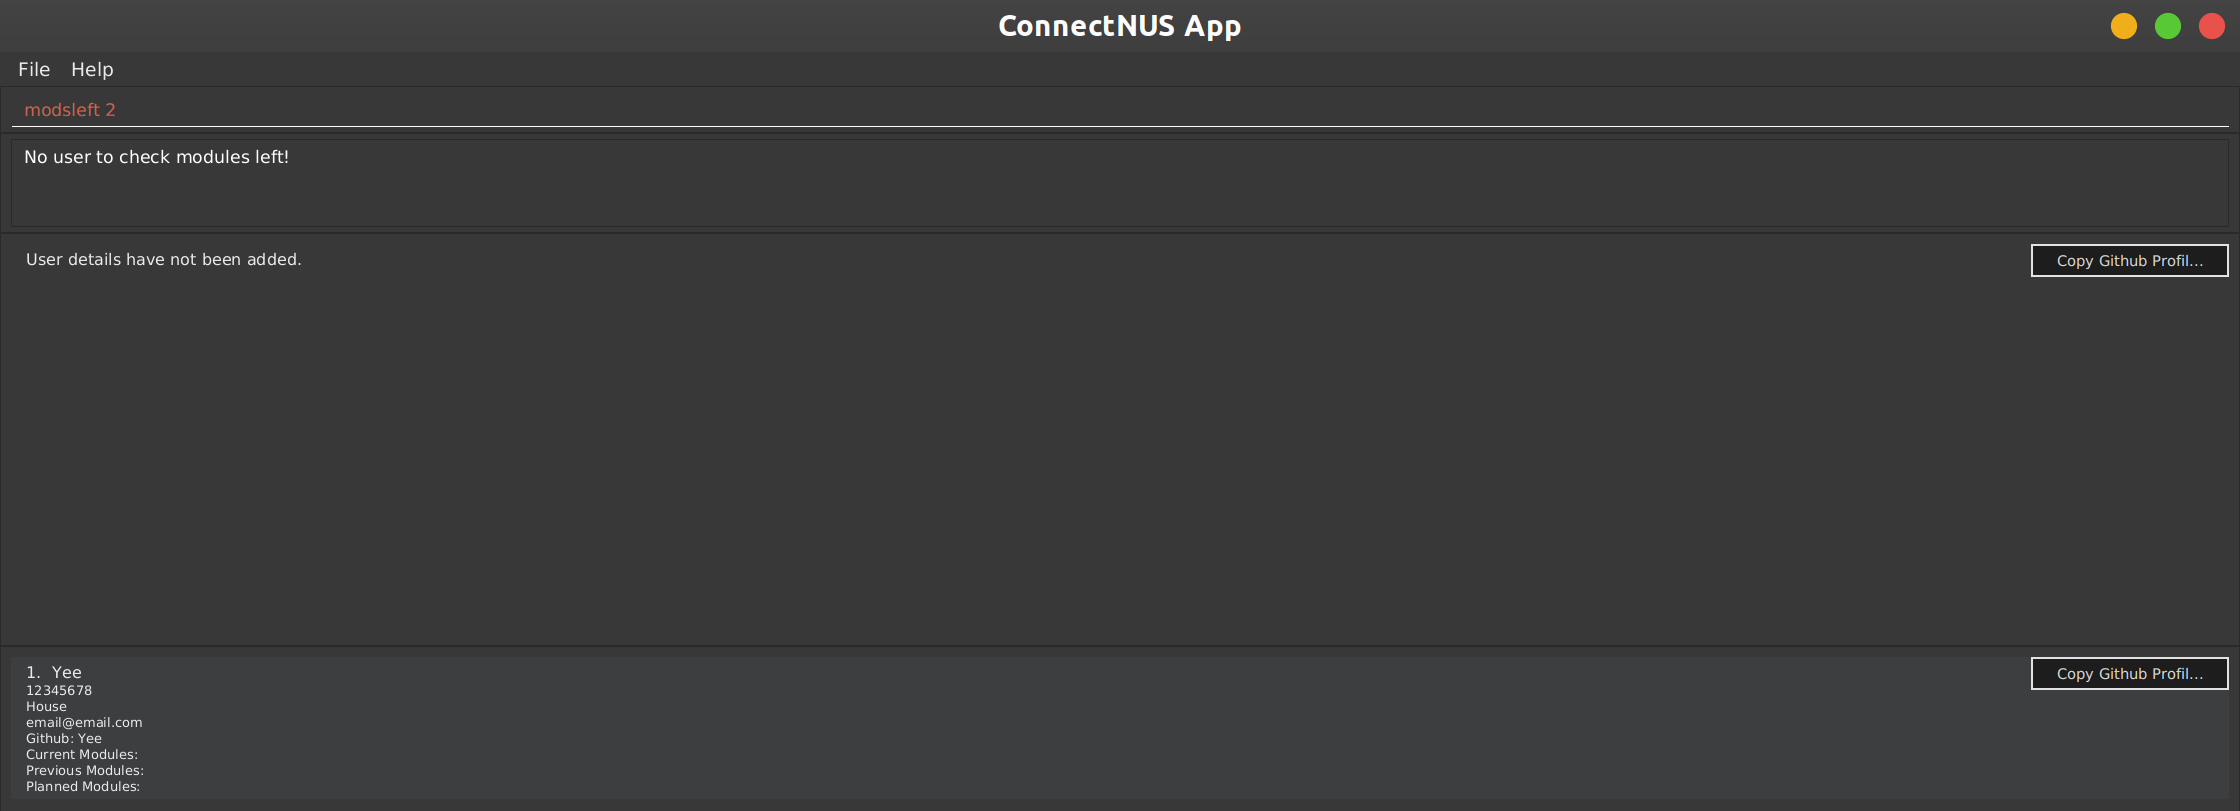 ConnectNUS App
File Help
modsleft 2
No user to check modules left!
User details have not been added.
Copy Github Profil...
1. Yee
Copy Github Profil...
12345678
House
email@email.com
Github: Yee
Current Modules:
Previous Modules:
Planned Modules: